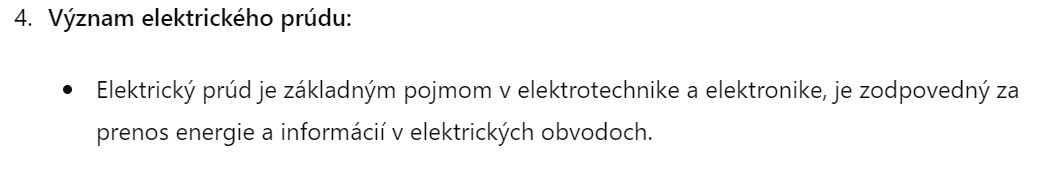 4. Význam elektrického prúdu:
• Elektrický prúd je základným pojmom v elektrotechnike a elektronike, je zodpovedný za
prenos energie a informácií v elektrických obvodoch.